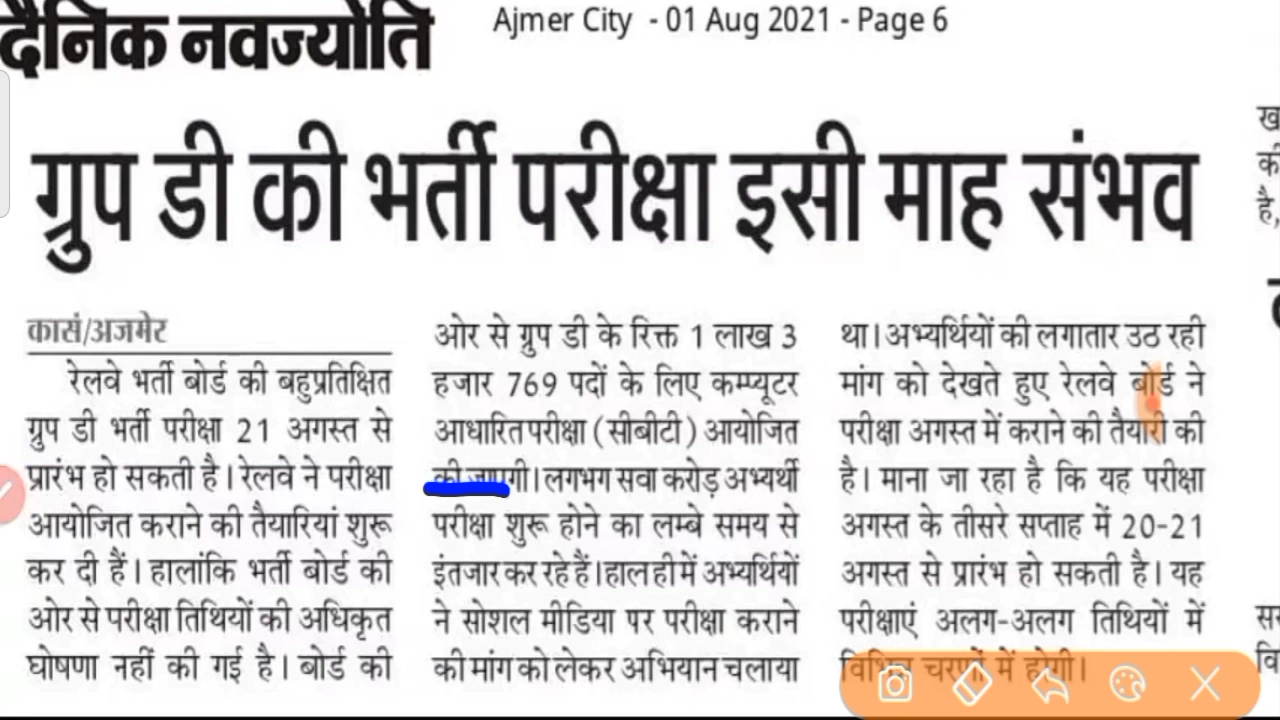 दैनिक नवज्योति
Ajmer City - 01 Aug 2021 - Page 6
ग्रुप डी की भर्ती परीक्षा इसी माह संभव
कासं/अजमेर
रेलवे भर्ती बोर्ड की बहुप्रतिक्षित
ग्रुप डी भर्ती परीक्षा 21 अगस्त से
प्रारंभ हो सकती है। रेलवे ने परीक्षा
आयोजित कराने की तैयारियां शुरू
कर दी हैं। हालांकि भर्ती बोर्ड की
ओर से परीक्षा तिथियों की अधिकृत
घोषणा नहीं की गई है। बोर्ड की
ओर से ग्रुप डी के रिक्त 1 लाख 3
हजार 769 पदों के लिए कम्प्यूटर
आधारित परीक्षा (सीबीटी) आयोजित
की जाएगी। लगभग सवा करोड़ अभ्यर्थी
परीक्षा शुरू होने का लम्बे समय से
इंतजार कर रहे हैं। हाल ही में अभ्यर्थियों
ने सोशल मीडिया पर परीक्षा कराने
की मांग को लेकर अभियान चलाया
था। अभ्यर्थियों की लगातार उठ रही
मांग को देखते हुए रेलवे बोर्ड ने
परीक्षा अगस्त में कराने की तैयारी की
है। माना जा रहा है कि यह परीक्षा
अगस्त के तीसरे सप्ताह में 20-21
अगस्त से प्रारंभ हो सकती है। यह
परीक्षाएं अलग-अलग तिथियों में
विभिन्न चरणों में होगी।
की
है,